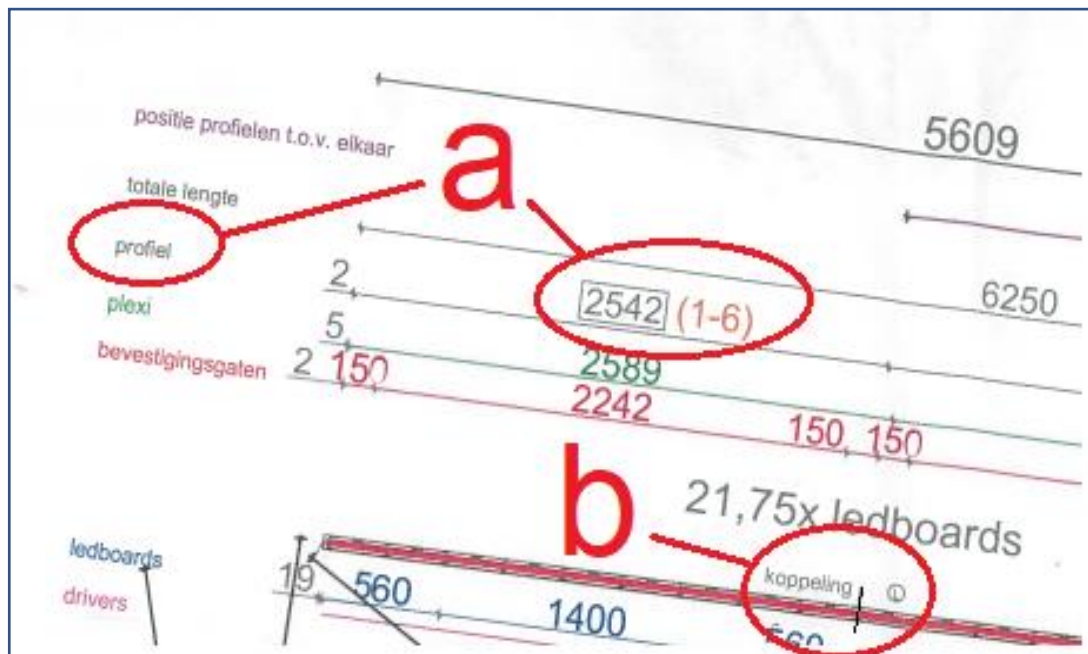 5609
positie profielen t.o.v. elkaar
a
totale lengte
6250
profiel
2 2542 (1-6)
plexi
5 2589
bevestigingsgaten
2 150 2242 150 150
b
21,75x ledboards
koppeling L
ledboards
19 560 1400 560
drivers